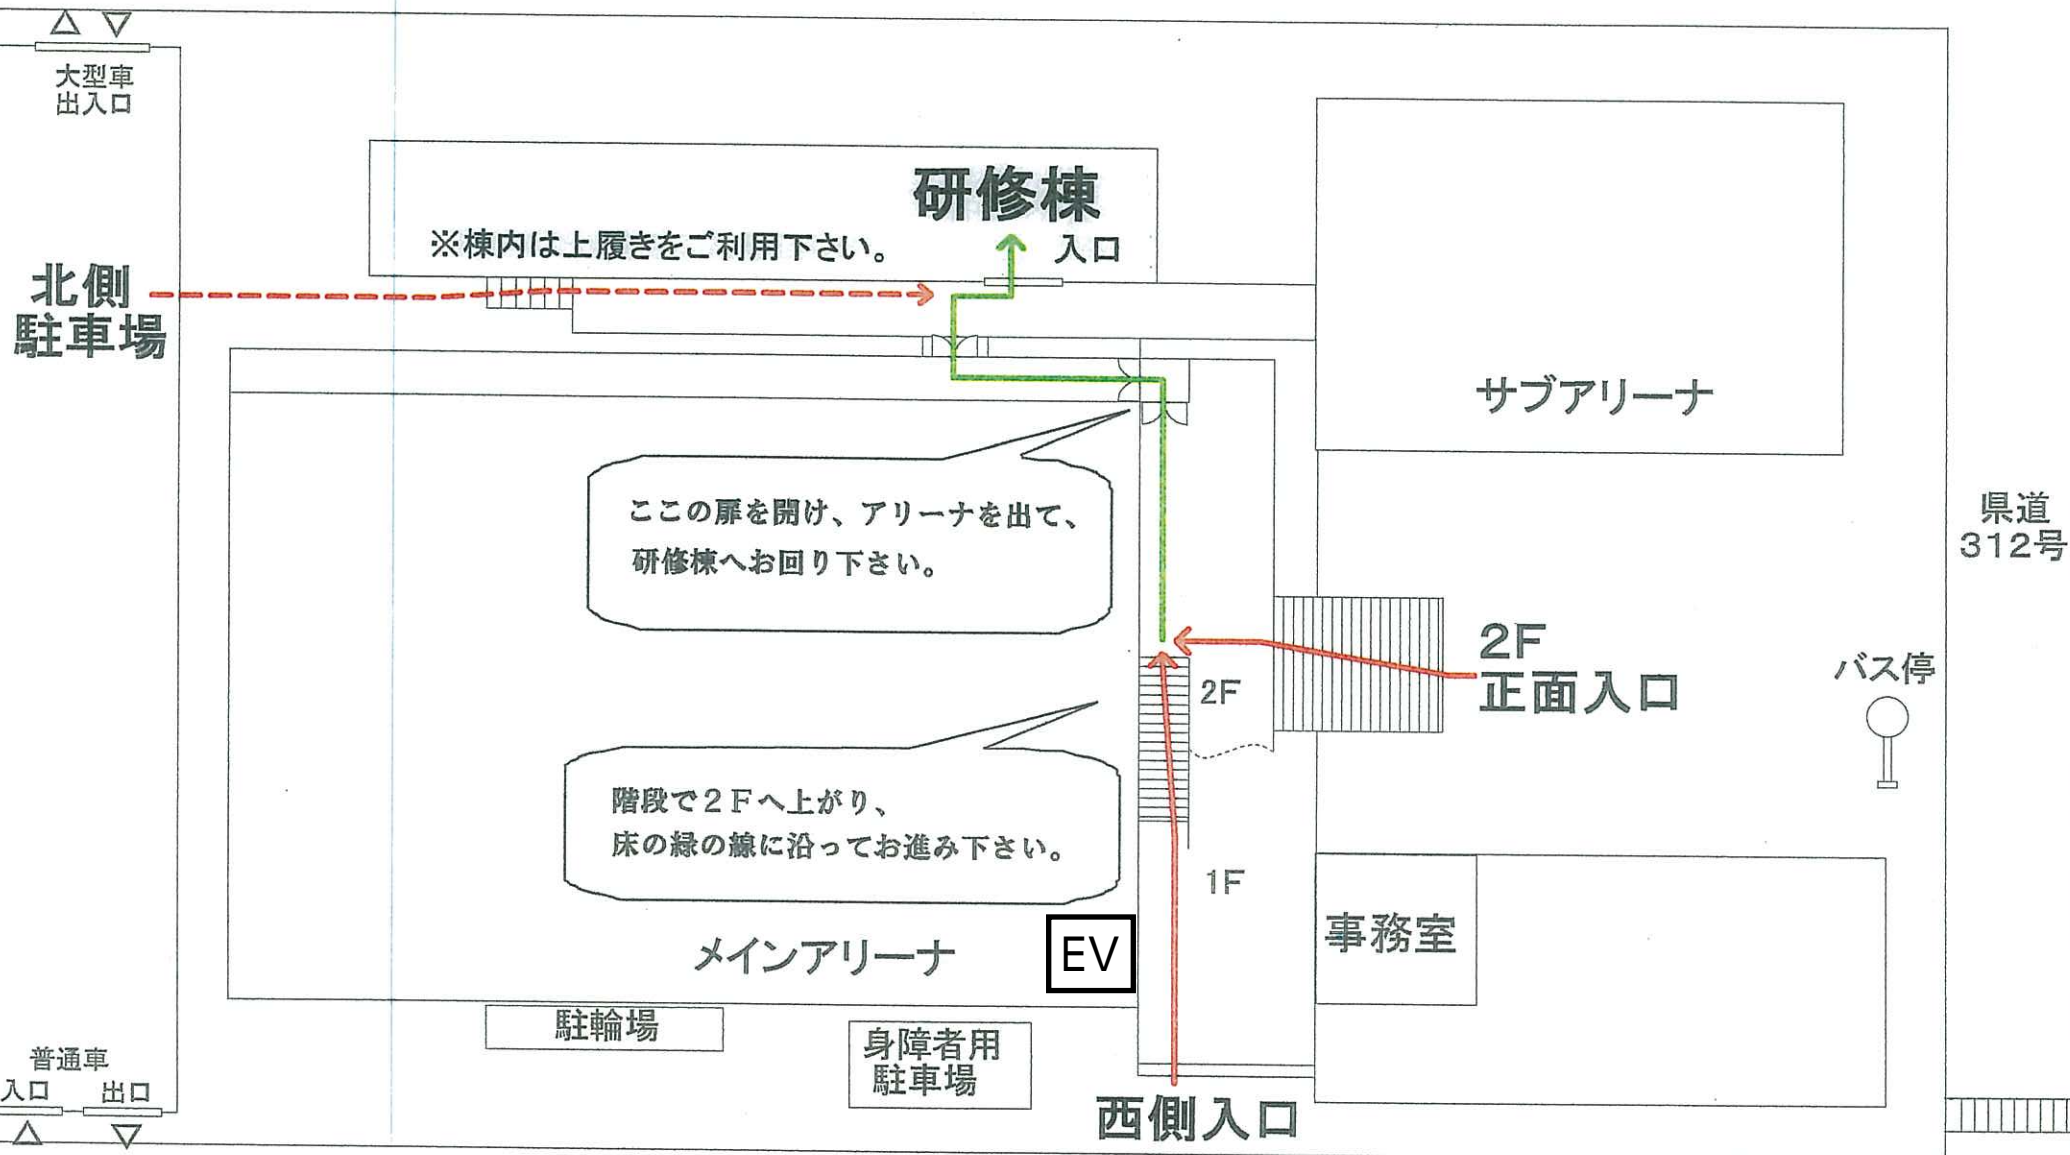 大型車
出入口
研修棟
※棟内は上履きをご利用下さい。
入口
北側
駐車場
サブアリーナ
ここの扉を開け、アリーナを出て、
研修棟へお回り下さい。
県道
312号
2F
正面入口
バス停
2F
階段で2Fへ上がり、
床の緑の線に沿ってお進み下さい。
1F
メインアリーナ
EV
事務室
駐輪場
身障者用
駐車場
普通車
入口
出口
西側入口